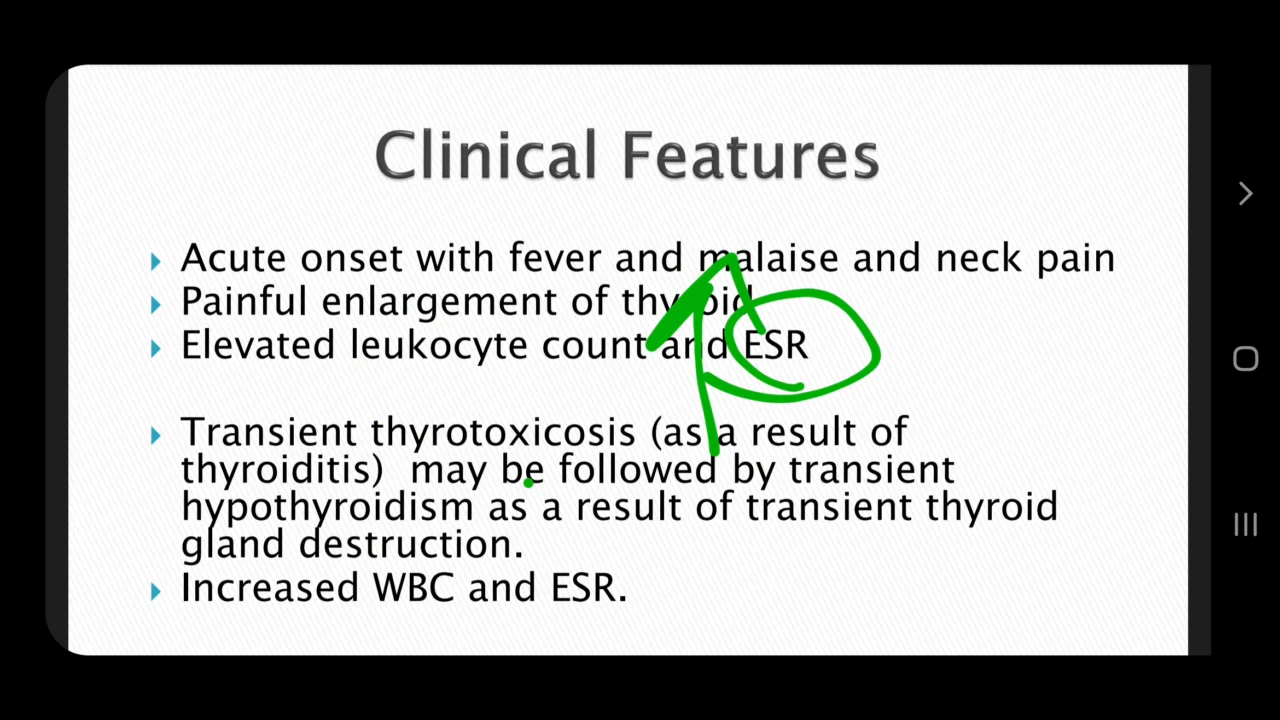 Clinical Features
Acute onset with fever and malaise and neck pain
Painful enlargement of thyroid
Elevated leukocyte count and ESR
Transient thyrotoxicosis (as a result of
thyroiditis) may be followed by transient
hypothyroidism as a result of transient thyroid
gland destruction.
Increased WBC and ESR.